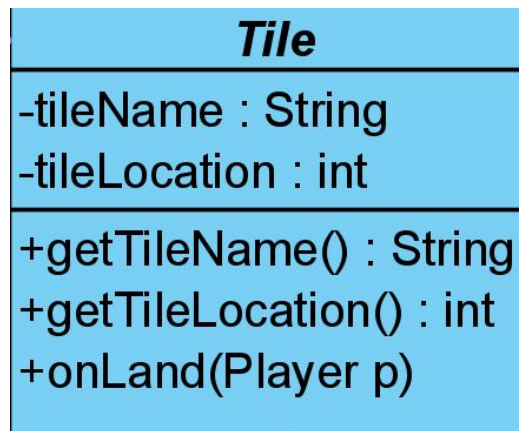 Tile
-tileName : String
-tileLocation : int
+getTileName() : String
+getTileLocation() : int
+onLand(Player p)